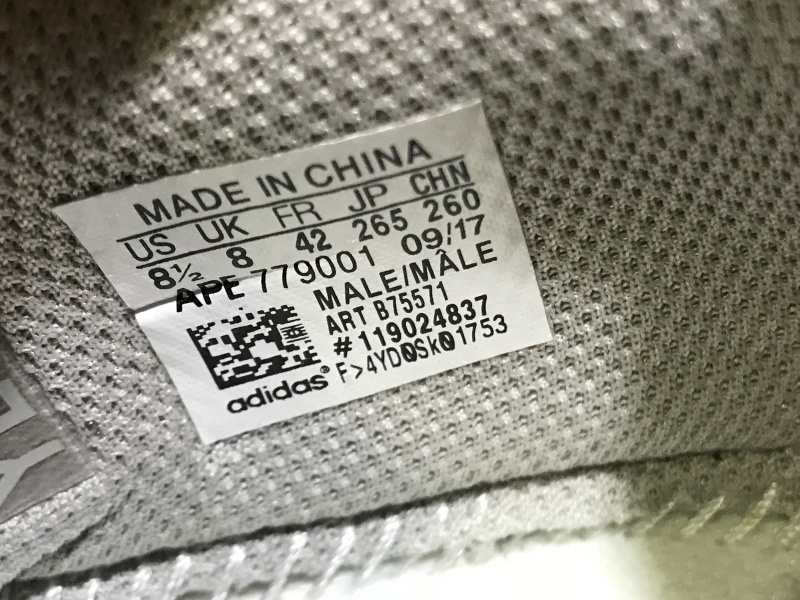 MADE IN CHINA
US UK FR JP CHN
8½ 8 42 265 260
APE 779001 09/17
MALE/MÂLE
ART B75571
#119024837
F>4YD0Sk01753
adidas®